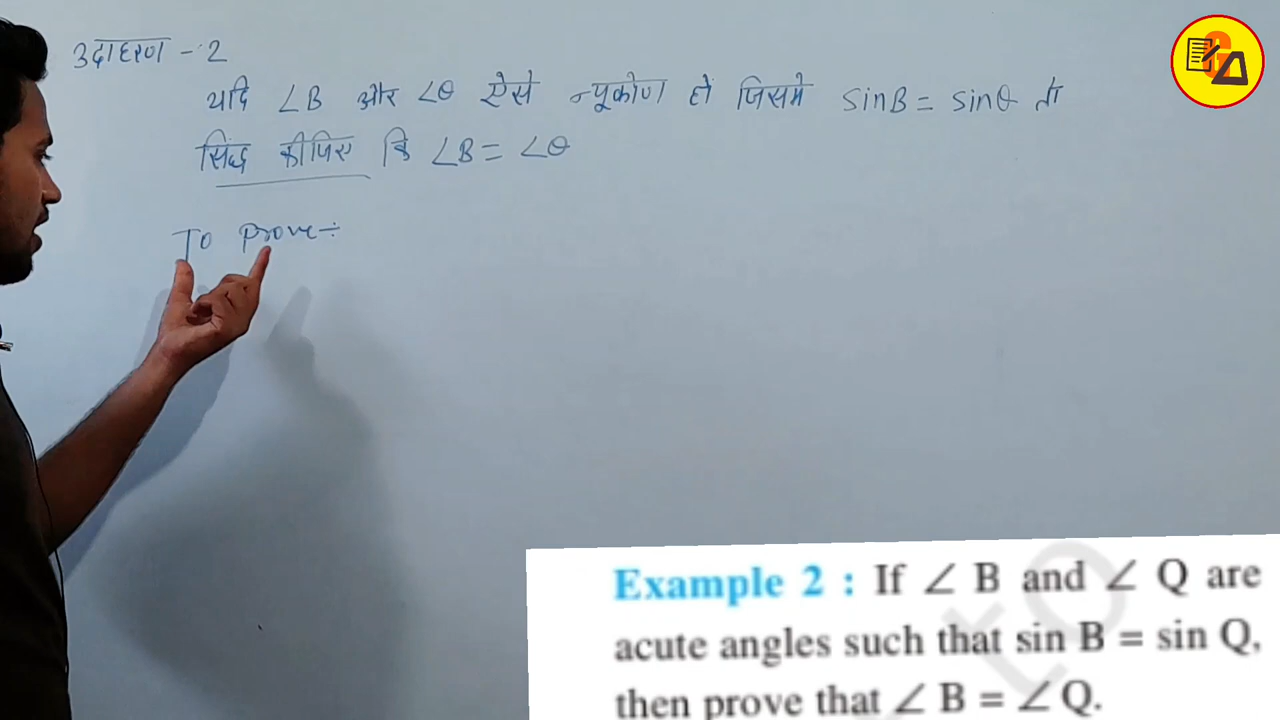 उदाहरण - 2
यदि ∠B और ∠Q ऐसे न्यूकोण हो जिसमे sinB = sinQ तो
सिद्ध कीजिए कि ∠B = ∠Q
To prove ÷
Example 2 : If ∠ B and ∠ Q are
acute angles such that sin B = sin Q,
then prove that ∠ B = ∠ Q.